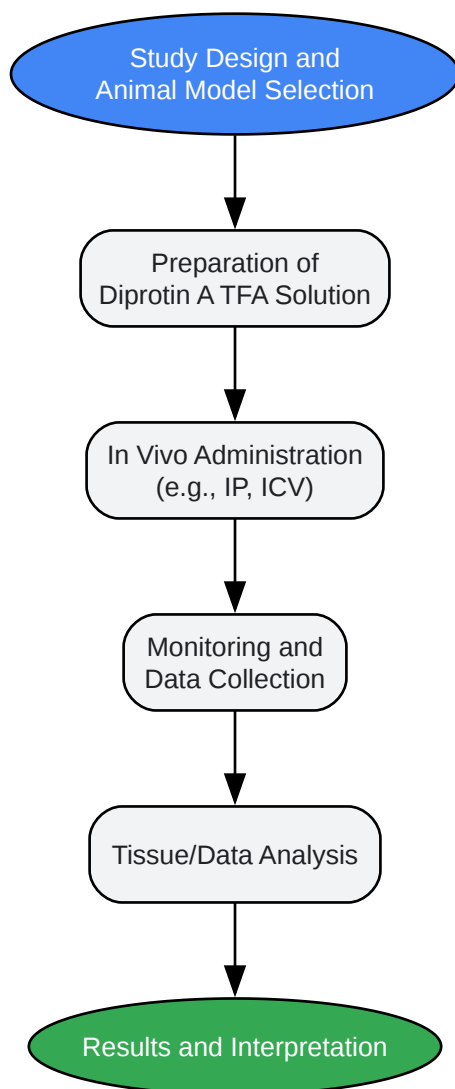 Study Design and
Animal Model Selection
Preparation of
Diprotin A TFA Solution
In Vivo Administration
(e.g., IP, ICV)
Monitoring and
Data Collection
Tissue/Data Analysis
Results and Interpretation